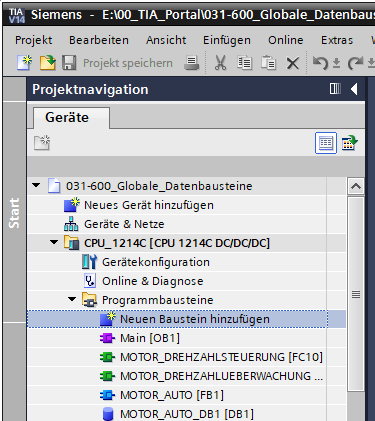 TIA V14 Siemens - E:\00_TIA_Portal\031-600_Globale_Datenbaus
Projekt Bearbeiten Ansicht Einfügen Online Extras
Projekt speichern
Projektnavigation
Geräte
Start
031-600_Globale_Datenbausteine
Neues Gerät hinzufügen
Geräte & Netze
CPU_1214C [CPU 1214C DC/DC/DC]
Gerätekonfiguration
Online & Diagnose
Programmbausteine
Neuen Baustein hinzufügen
Main [OB1]
MOTOR_DREHZAHLSTEUERUNG [FC10]
MOTOR_DREHZAHLUEBERWACHUNG ...
MOTOR_AUTO [FB1]
MOTOR_AUTO_DB1 [DB1]